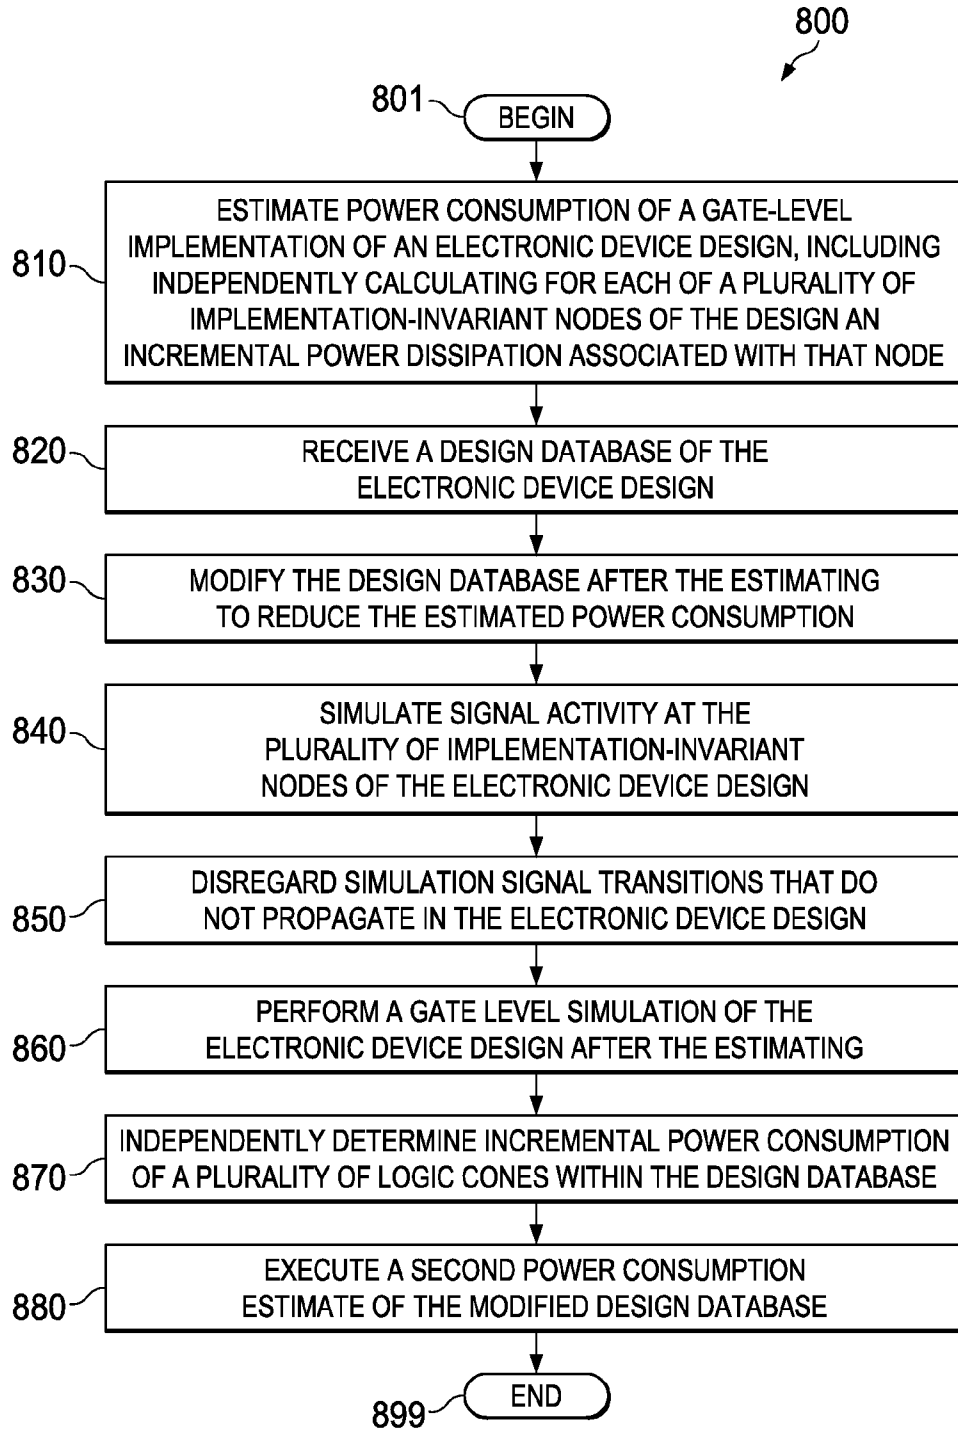 800
801
BEGIN
810
ESTIMATE POWER CONSUMPTION OF A GATE-LEVEL
IMPLEMENTATION OF AN ELECTRONIC DEVICE DESIGN, INCLUDING
INDEPENDENTLY CALCULATING FOR EACH OF A PLURALITY OF
IMPLEMENTATION-INVARIANT NODES OF THE DESIGN AN
INCREMENTAL POWER DISSIPATION ASSOCIATED WITH THAT NODE
820
RECEIVE A DESIGN DATABASE OF THE
ELECTRONIC DEVICE DESIGN
830
MODIFY THE DESIGN DATABASE AFTER THE ESTIMATING
TO REDUCE THE ESTIMATED POWER CONSUMPTION
840
SIMULATE SIGNAL ACTIVITY AT THE
PLURALITY OF IMPLEMENTATION-INVARIANT
NODES OF THE ELECTRONIC DEVICE DESIGN
850
DISREGARD SIMULATION SIGNAL TRANSITIONS THAT DO
NOT PROPAGATE IN THE ELECTRONIC DEVICE DESIGN
860
PERFORM A GATE LEVEL SIMULATION OF THE
ELECTRONIC DEVICE DESIGN AFTER THE ESTIMATING
870
INDEPENDENTLY DETERMINE INCREMENTAL POWER CONSUMPTION
OF A PLURALITY OF LOGIC CONES WITHIN THE DESIGN DATABASE
880
EXECUTE A SECOND POWER CONSUMPTION
ESTIMATE OF THE MODIFIED DESIGN DATABASE
END
899